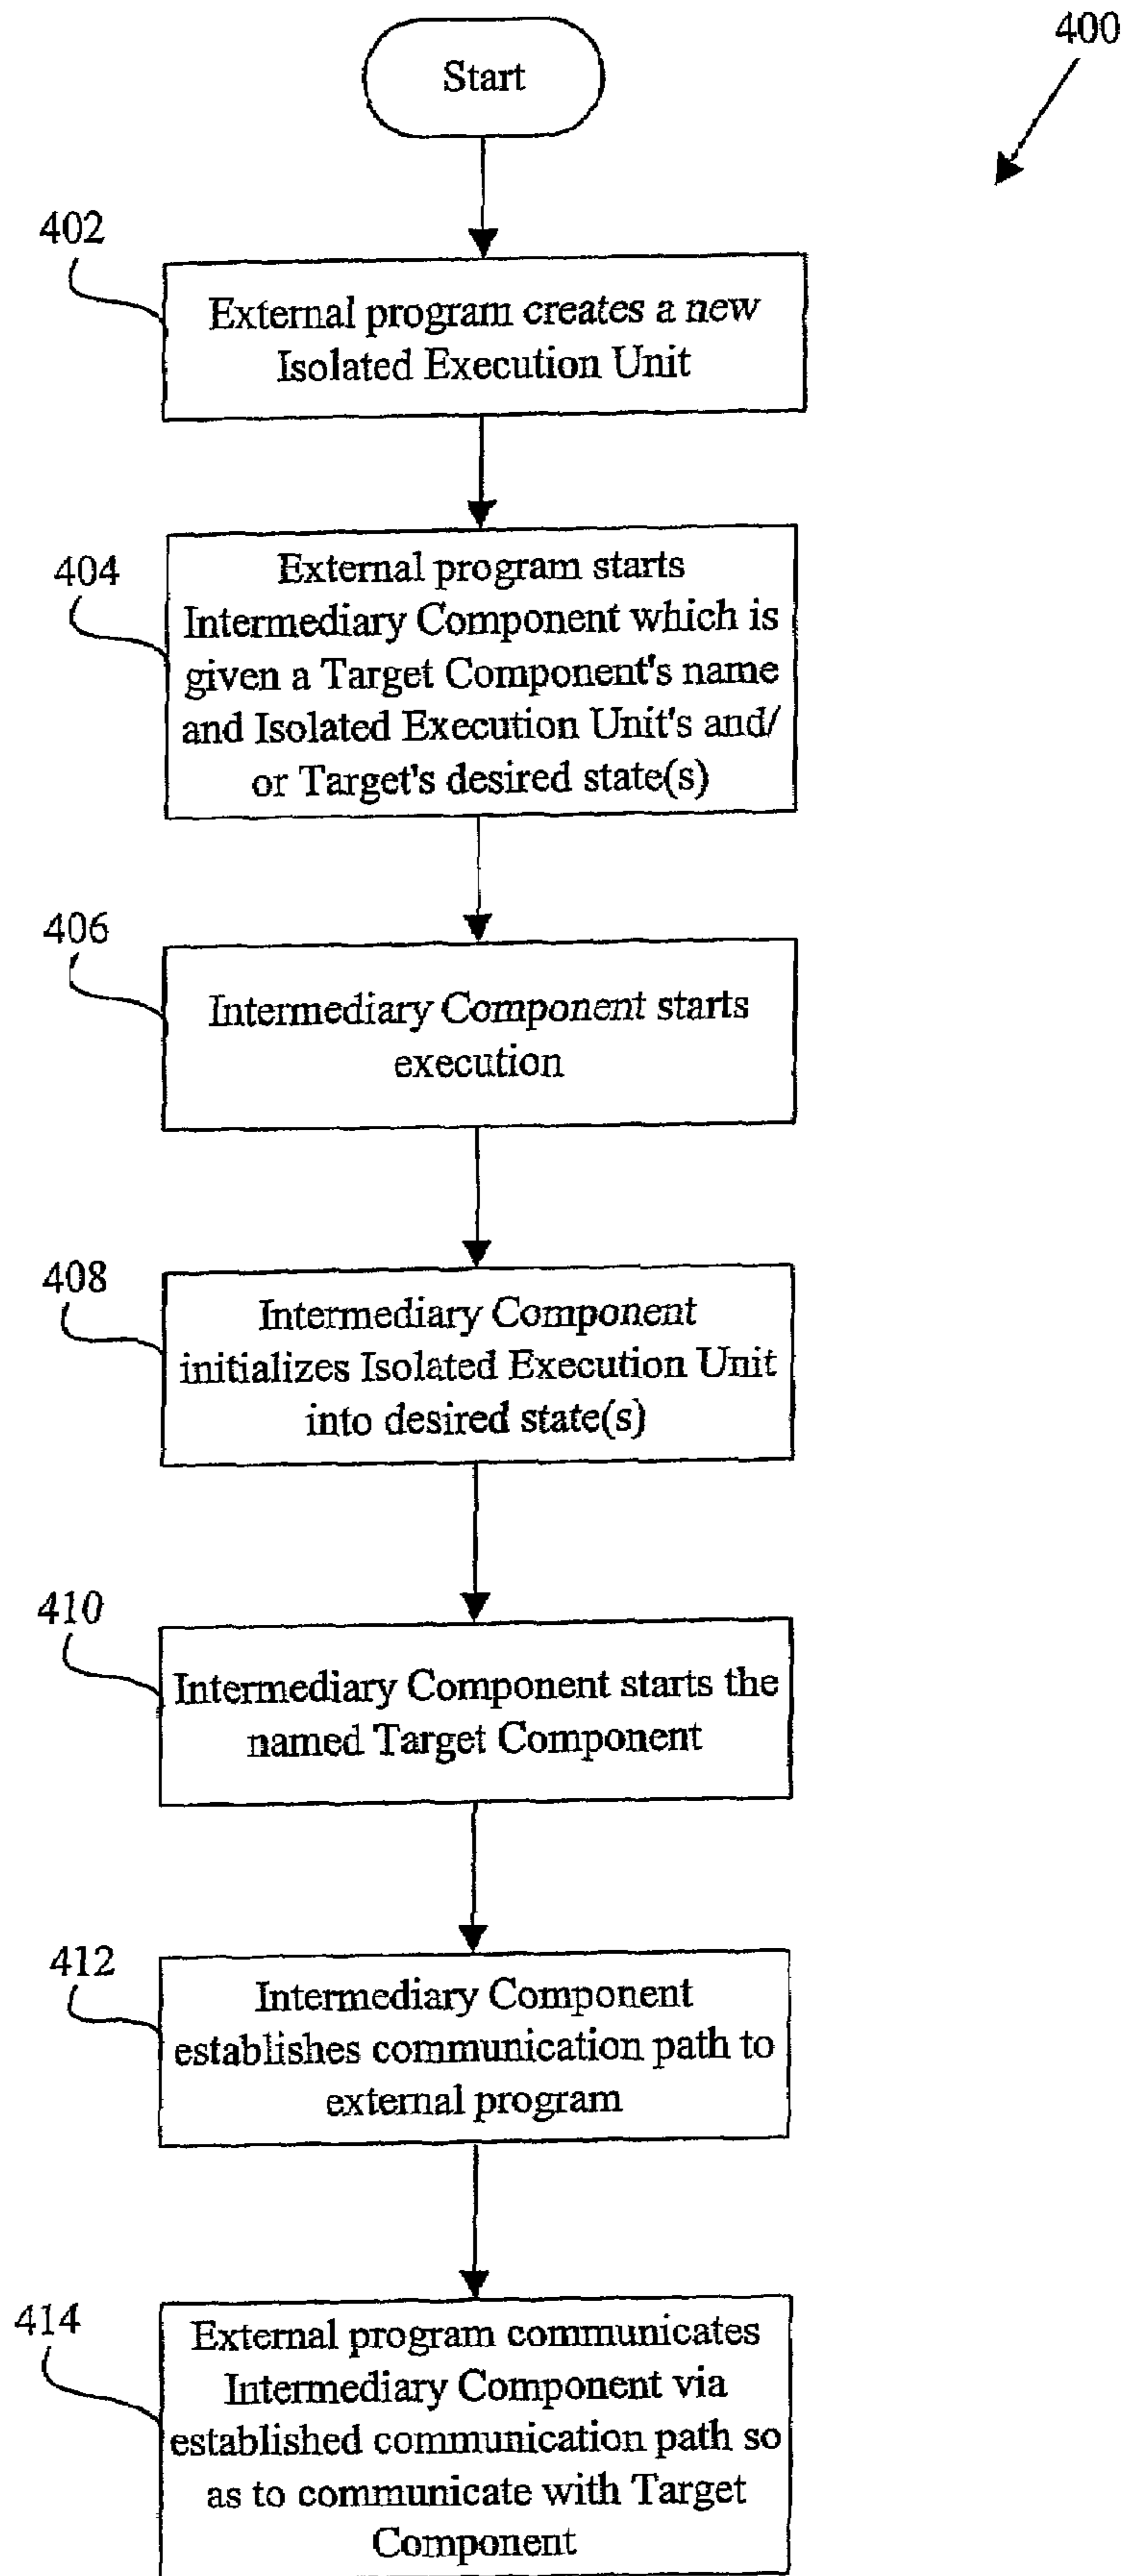 Start
400
402
External program creates a new
Isolated Execution Unit
404
External program starts
Intermediary Component which is
given a Target Component's name
and Isolated Execution Unit's and/
or Target's desired state(s)
406
Intermediary Component starts
execution
408
Intermediary Component
initializes Isolated Execution Unit
into desired state(s)
410
Intermediary Component starts the
named Target Component
412
Intermediary Component
establishes communication path to
external program
414
External program communicates
Intermediary Component via
established communication path so
as to communicate with Target
Component